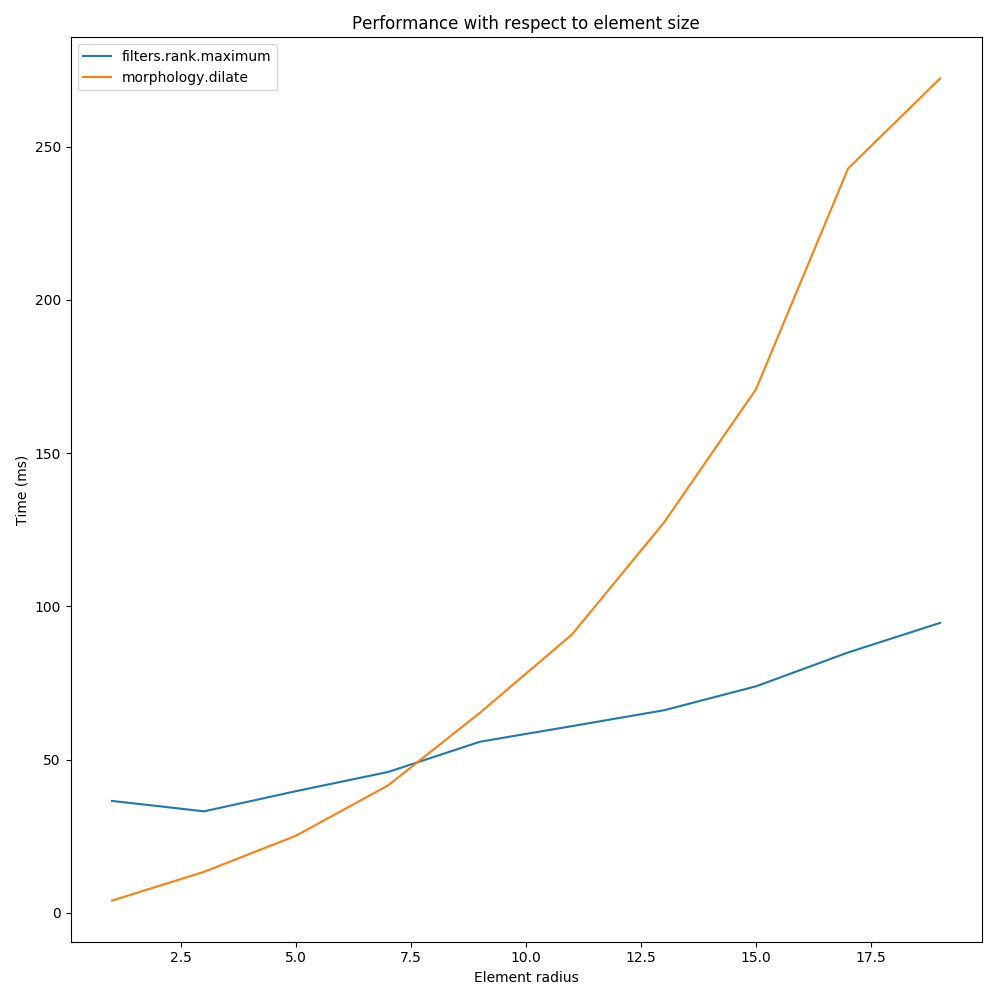 Performance with respect to element size
filters.rank.maximum
morphology.dilate
Time (ms)
250
200
150
100
50
0
2.5 5.0 7.5 10.0 12.5 15.0 17.5
Element radius